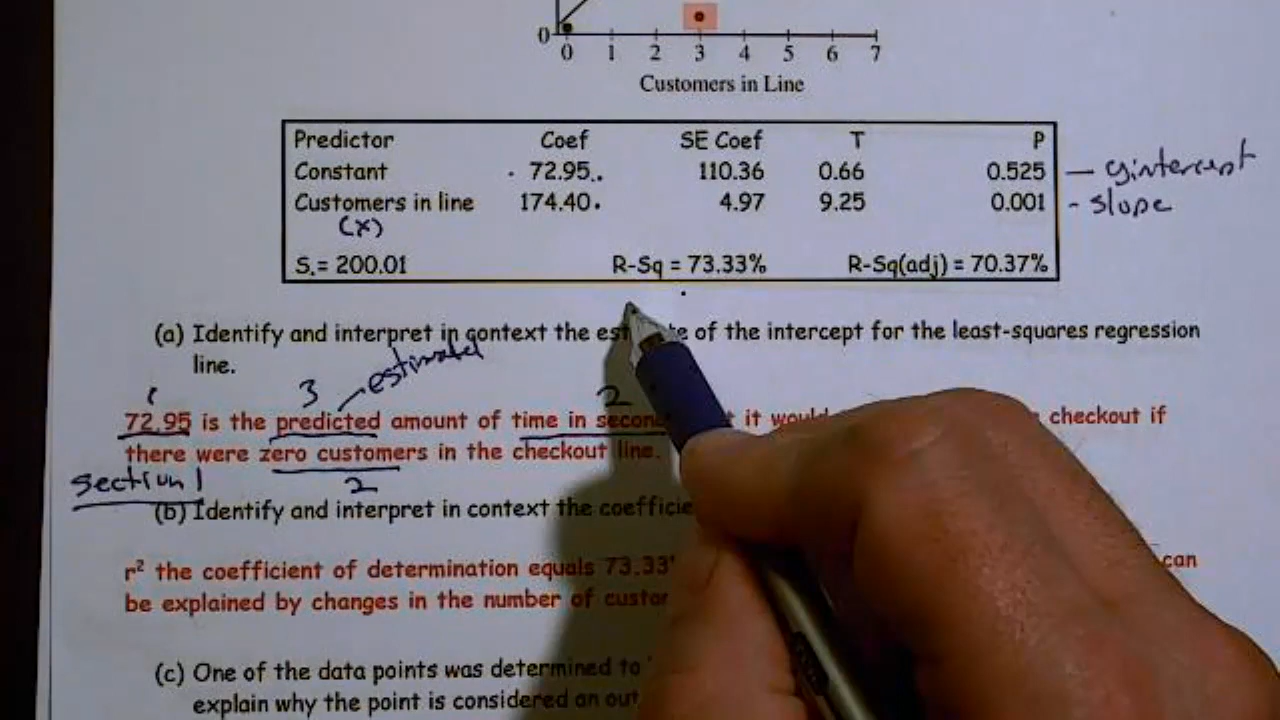 0
0 1 2 3 4 5 6 7
Customers in Line
Predictor Coef SE Coef T P
Constant 72.95 110.36 0.66 0.525 — y intercept
Customers in line 174.40 4.97 9.25 0.001 - slope
(x)
S = 200.01 R-Sq = 73.33% R-Sq(adj) = 70.37%
(a) Identify and interpret in context the of the intercept for the least-squares regression
line.
estimated
1 3 2
72.95 is the predicted amount of time in it checkout if
there were zero customers in the checkout line.
section 1 2
(b) Identify and interpret in context the
r² the coefficient of determination equals 73.33 can
be explained by changes in the number of
(c) One of the data points was determined to
explain why the point is considered an